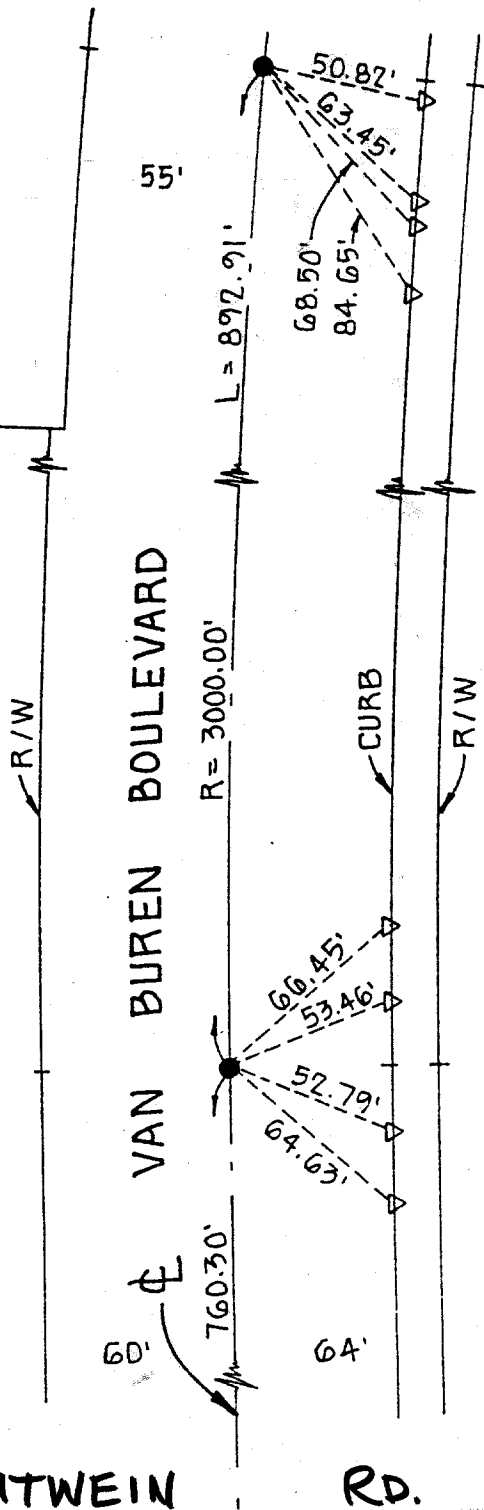 50.82'
63.45'
55'
68.50'
84.65'
L = 892.91'
R/W
VAN BUREN BOULEVARD
R = 3000.00'
CURB
R/W
66.45'
53.46'
52.79'
64.63'
760.30'
℄
60'
64'
NTWEIN RD.